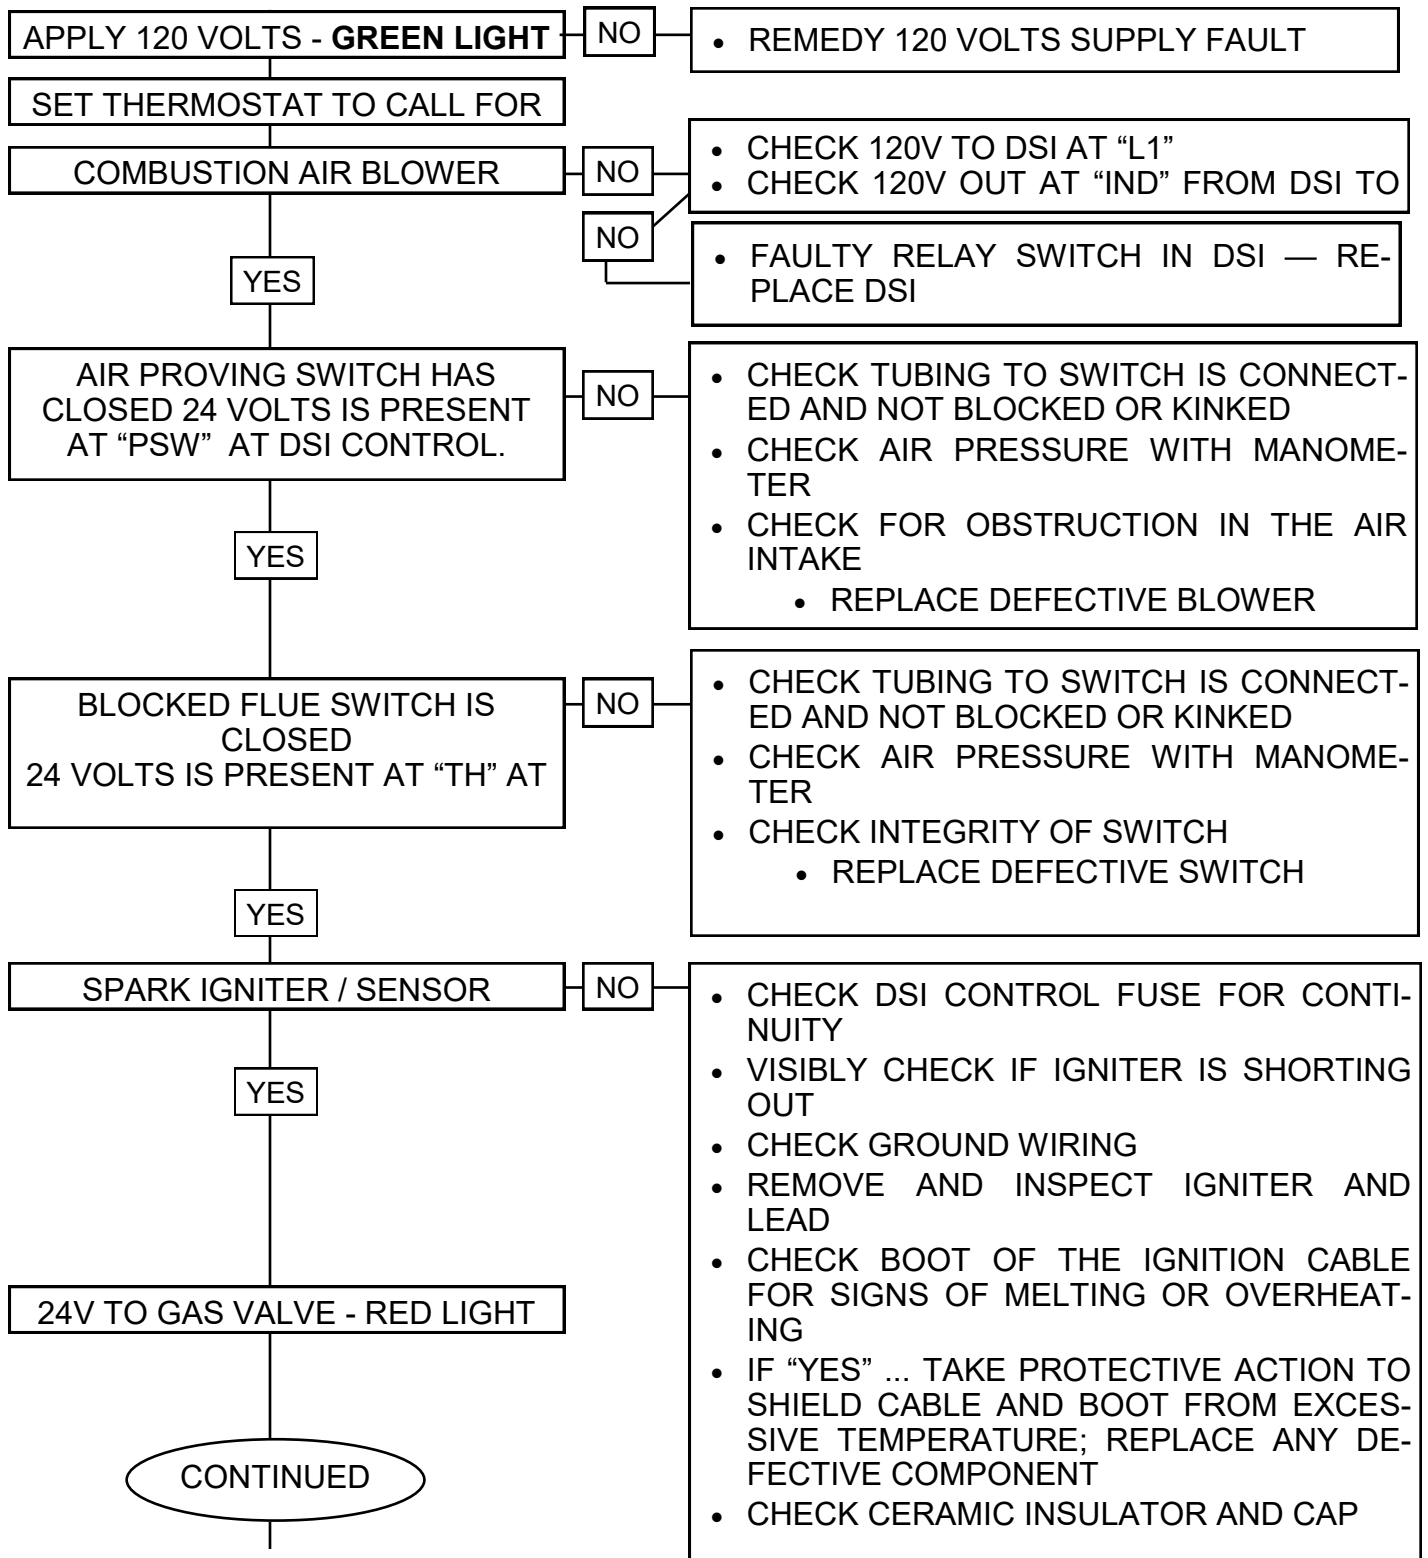 APPLY 120 VOLTS - GREEN LIGHT
NO
• REMEDY 120 VOLTS SUPPLY FAULT
SET THERMOSTAT TO CALL FOR
COMBUSTION AIR BLOWER
NO
• CHECK 120V TO DSI AT “L1”
• CHECK 120V OUT AT “IND” FROM DSI TO
NO
• FAULTY RELAY SWITCH IN DSI — RE-
PLACE DSI
YES
AIR PROVING SWITCH HAS
CLOSED 24 VOLTS IS PRESENT
AT “PSW” AT DSI CONTROL.
NO
• CHECK TUBING TO SWITCH IS CONNECT-
ED AND NOT BLOCKED OR KINKED
• CHECK AIR PRESSURE WITH MANOME-
TER
• CHECK FOR OBSTRUCTION IN THE AIR
INTAKE
• REPLACE DEFECTIVE BLOWER
YES
BLOCKED FLUE SWITCH IS
CLOSED
24 VOLTS IS PRESENT AT “TH” AT
NO
• CHECK TUBING TO SWITCH IS CONNECT-
ED AND NOT BLOCKED OR KINKED
• CHECK AIR PRESSURE WITH MANOME-
TER
• CHECK INTEGRITY OF SWITCH
• REPLACE DEFECTIVE SWITCH
YES
SPARK IGNITER / SENSOR
NO
• CHECK DSI CONTROL FUSE FOR CONTI-
NUITY
• VISIBLY CHECK IF IGNITER IS SHORTING
OUT
• CHECK GROUND WIRING
• REMOVE AND INSPECT IGNITER AND
LEAD
• CHECK BOOT OF THE IGNITION CABLE
FOR SIGNS OF MELTING OR OVERHEAT-
ING
• IF “YES” ... TAKE PROTECTIVE ACTION TO
SHIELD CABLE AND BOOT FROM EXCES-
SIVE TEMPERATURE; REPLACE ANY DE-
FECTIVE COMPONENT
• CHECK CERAMIC INSULATOR AND CAP
YES
24V TO GAS VALVE - RED LIGHT
CONTINUED